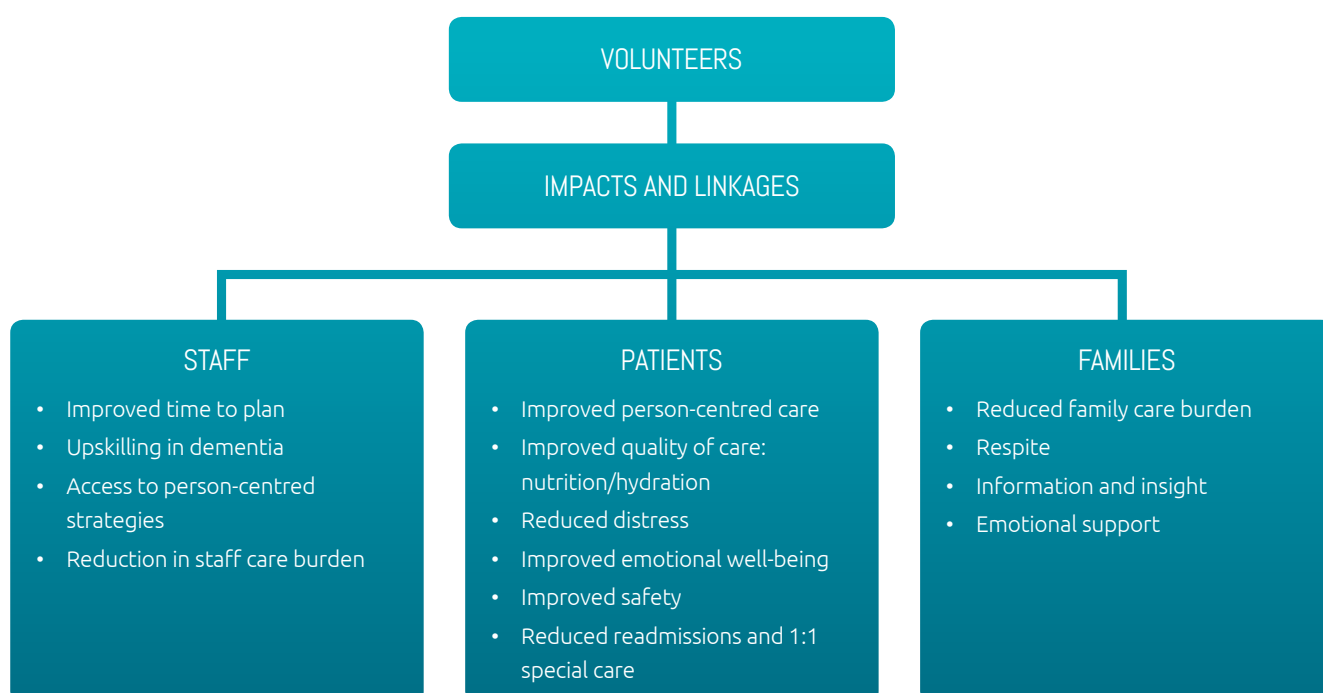 VOLUNTEERS
IMPACTS AND LINKAGES
STAFF
• Improved time to plan
• Upskilling in dementia
• Access to person-centred
strategies
• Reduction in staff care burden
PATIENTS
• Improved person-centred care
• Improved quality of care:
nutrition/hydration
• Reduced distress
• Improved emotional well-being
• Improved safety
• Reduced readmissions and 1:1
special care
FAMILIES
• Reduced family care burden
• Respite
• Information and insight
• Emotional support